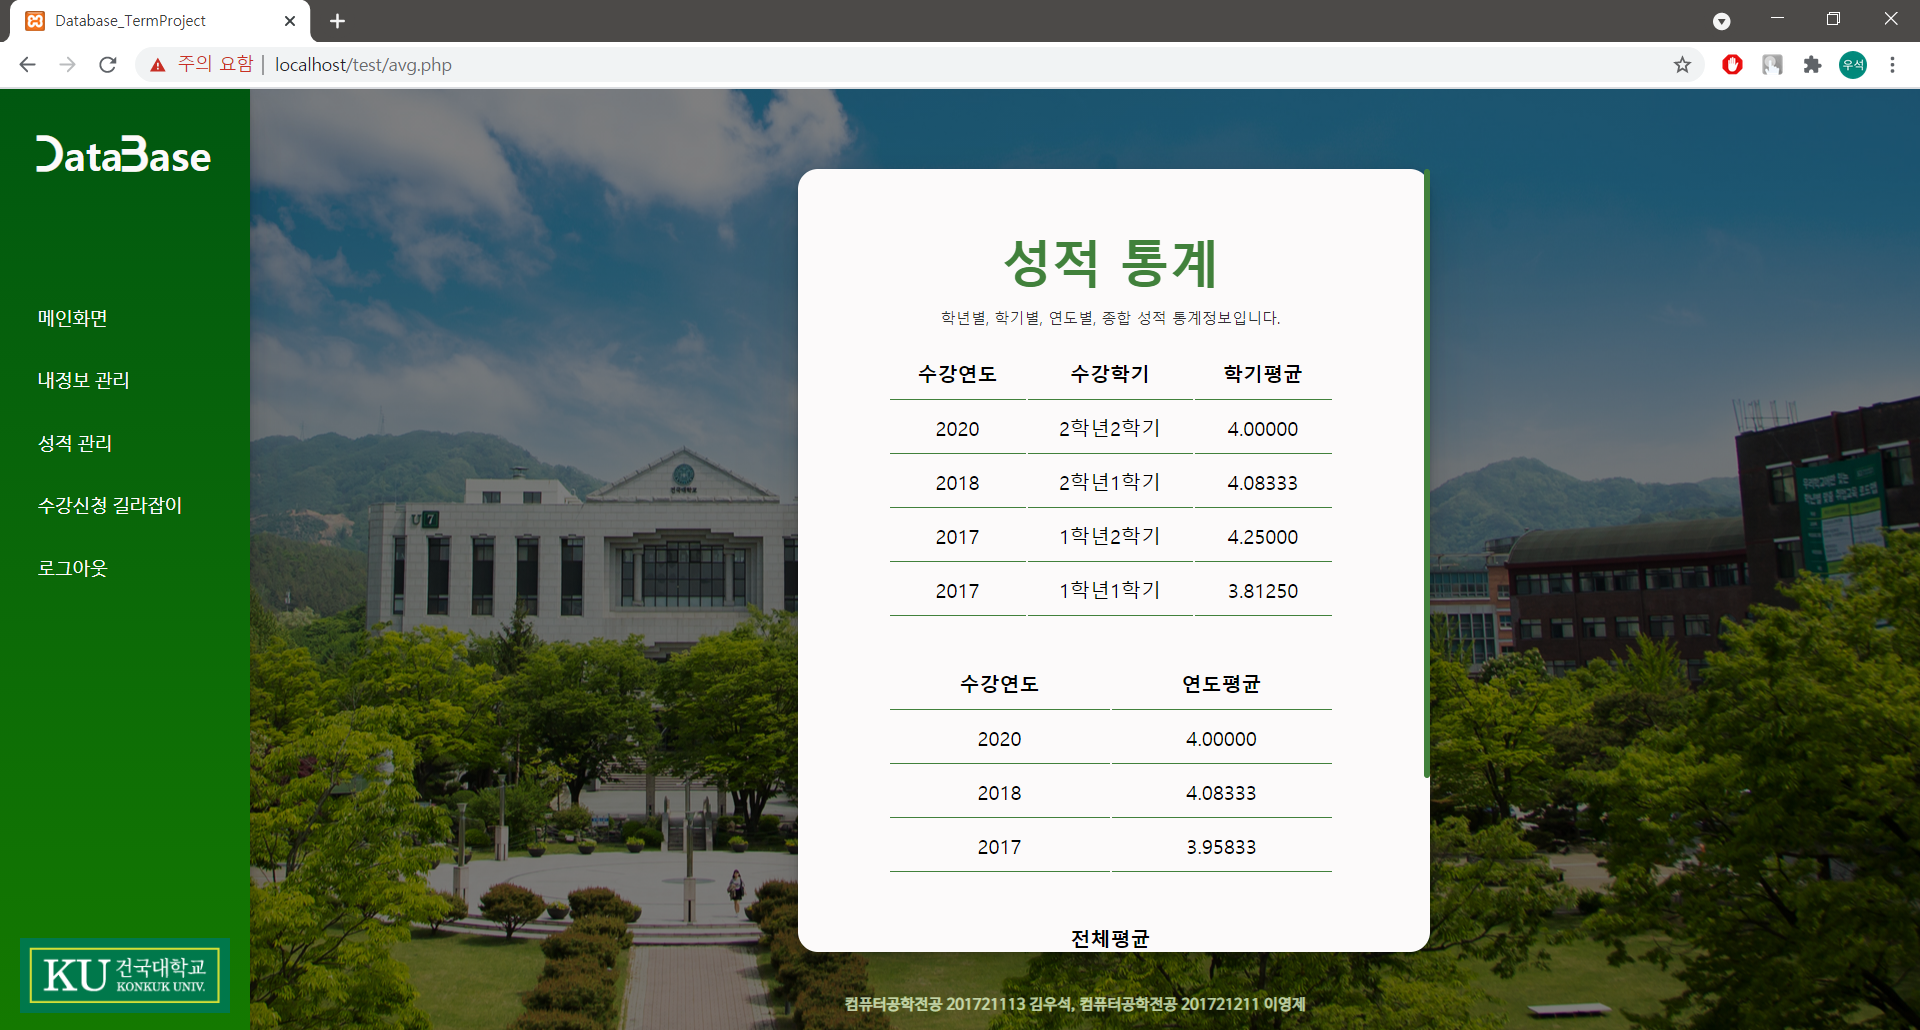 Database_TermProject
주의 요함 | localhost/test/avg.php
우석
DataBase
메인화면
내정보 관리
성적 관리
수강신청 길라잡이
로그아웃
KU 건국대학교
KONKUK UNIV.
성적 통계
학년별, 학기별, 연도별, 종합 성적 통계정보입니다.
수강연도 수강학기 학기평균
2020 2학년2학기 4.00000
2018 2학년1학기 4.08333
2017 1학년2학기 4.25000
2017 1학년1학기 3.81250
수강연도 연도평균
2020 4.00000
2018 4.08333
2017 3.95833
전체평균
건국대학교
U 7
컴퓨터공학전공 201721113 김우석, 컴퓨터공학전공 201721211 이영제